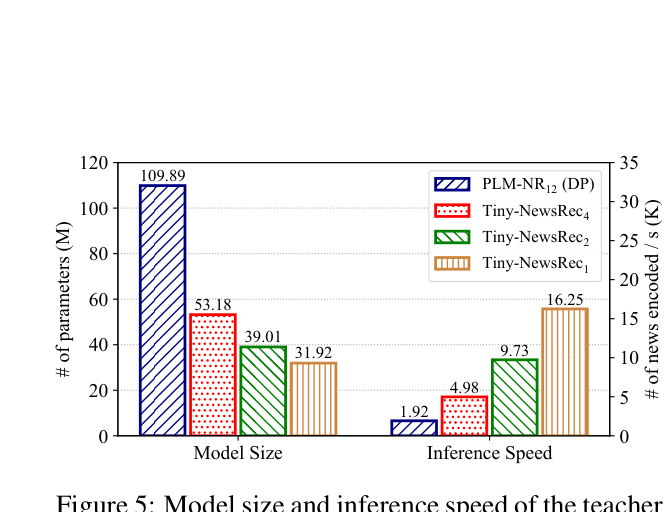 120
100
80
60
40
20
0
# of parameters (M)
109.89
53.18
39.01
31.92
1.92
4.98
9.73
16.25
PLM-NR₁₂ (DP)
Tiny-NewsRec₄
Tiny-NewsRec₂
Tiny-NewsRec₁
35
30
25
20
15
10
5
0
# of news encoded / s (K)
Model Size
Inference Speed
Figure 5: Model size and inference speed of the teacher